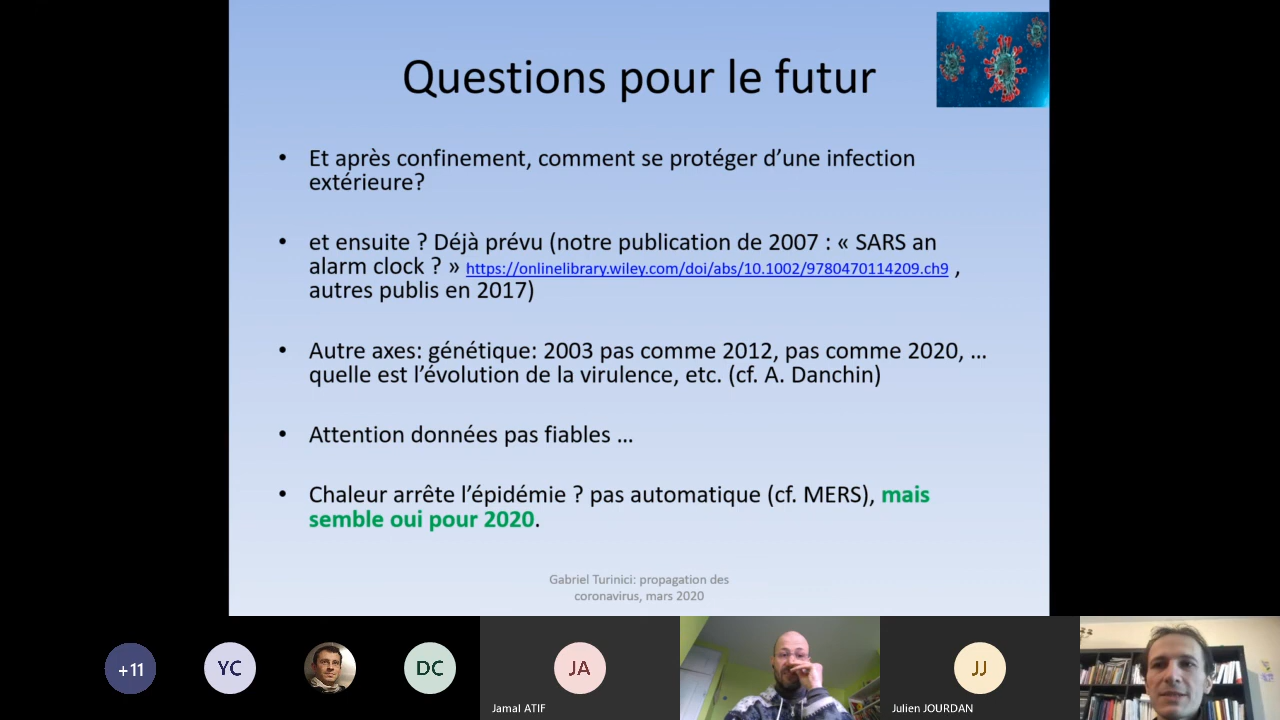 Questions pour le futur
• Et après confinement, comment se protéger d’une infection
extérieure?
• et ensuite ? Déjà prévu (notre publication de 2007 : « SARS an
alarm clock ? » https://onlinelibrary.wiley.com/doi/abs/10.1002/9780470114209.ch9 ,
autres publis en 2017)
• Autre axes: génétique: 2003 pas comme 2012, pas comme 2020, ...
quelle est l’évolution de la virulence, etc. (cf. A. Danchin)
• Attention données pas fiables ...
• Chaleur arrête l’épidémie ? pas automatique (cf. MERS), mais
semble oui pour 2020.
Gabriel Turinici: propagation des
coronavirus, mars 2020
+11
YC
DC
JA
JJ
Jamal ATIF
Julien JOURDAN